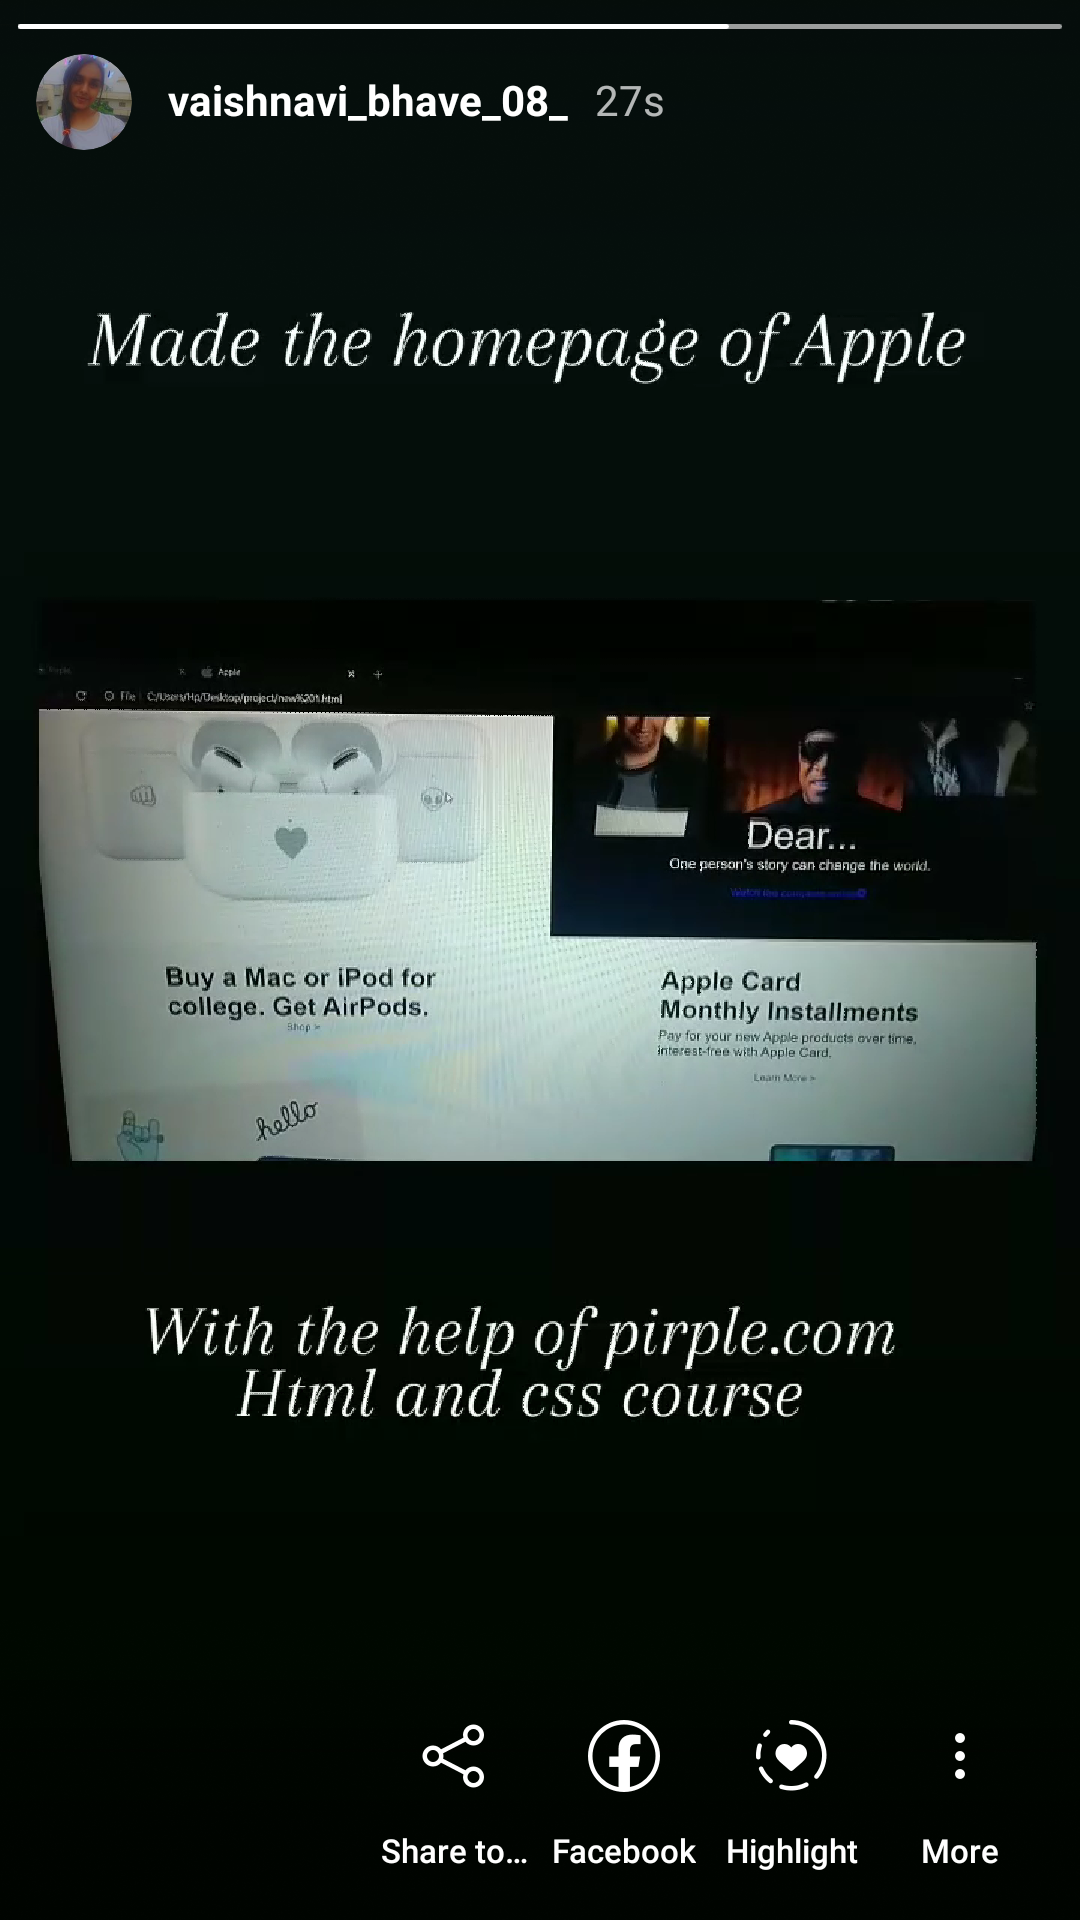 vaishnavi_bhave_08_ 27s
Made the homepage of Apple
Apple
File C:/Users/Hp/Desktop/project/new%201.html
Dear...
One person's story can change the world.
Buy a Mac or iPod for
college. Get AirPods.
Shop >
Apple Card
Monthly Installments
Pay for your new Apple products over time,
interest-free with Apple Card.
Learn More >
hello
With the help of pirple.com
Html and css course
Share to... Facebook Highlight More